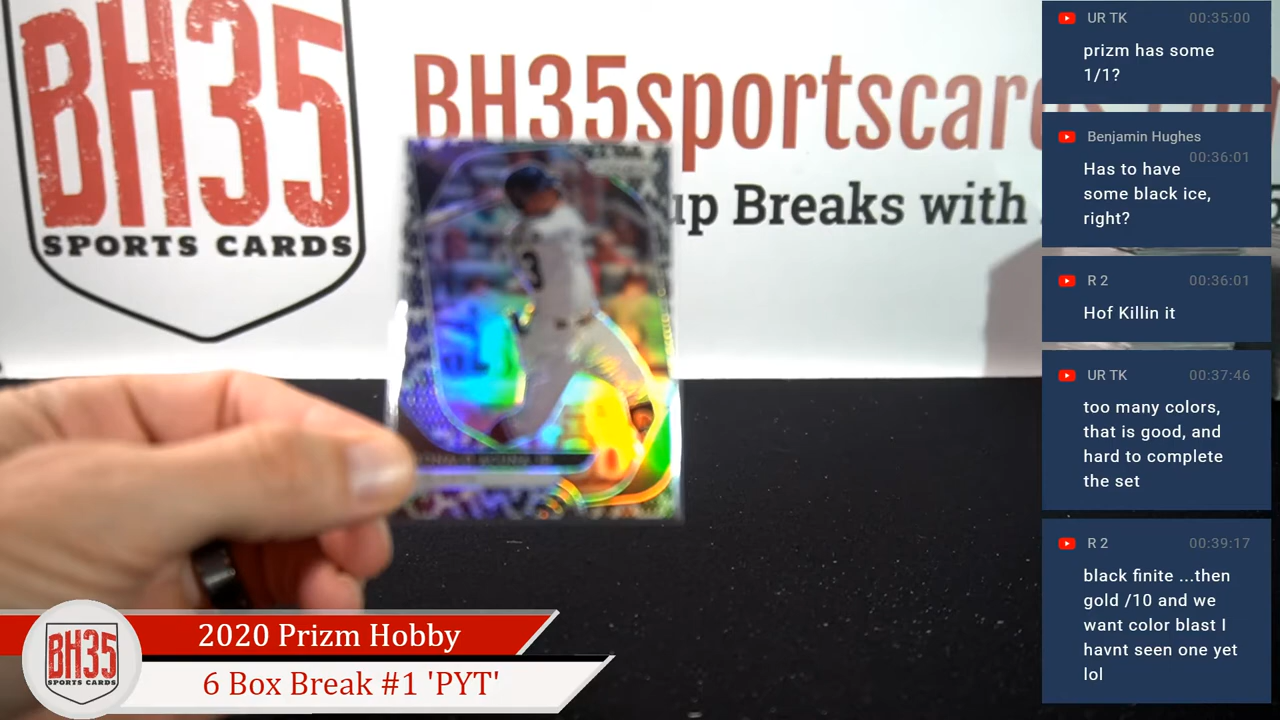 BH35
SPORTS CARDS
BH35sportscar
up Breaks with
3
UR TK 00:35:00
prizm has some
1/1?
Benjamin Hughes
00:36:01
Has to have
some black ice,
right?
R 2 00:36:01
Hof Killin it
UR TK 00:37:46
too many colors,
that is good, and
hard to complete
the set
R 2 00:39:17
black finite ...then
gold /10 and we
want color blast I
havnt seen one yet
lol
BH35
SPORTS CARDS
2020 Prizm Hobby
6 Box Break #1 'PYT'